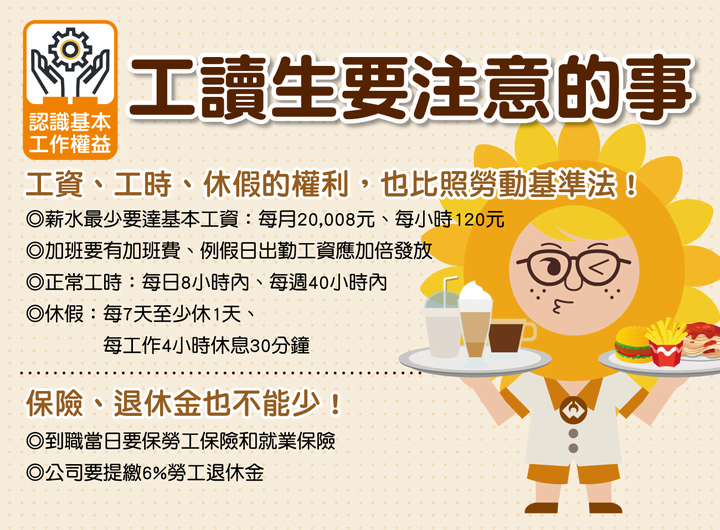 認識基本
工作權益
工讀生要注意的事
工資、工時、休假的權利，也比照勞動基準法！
◎薪水最少要達基本工資：每月20,008元、每小時120元
◎加班要有加班費、例假日出勤工資應加倍發放
◎正常工時：每日8小時內、每週40小時內
◎休假：每7天至少休1天、
每工作4小時休息30分鐘
保險、退休金也不能少！
◎到職當日要保勞工保險和就業保險
◎公司要提繳6%勞工退休金